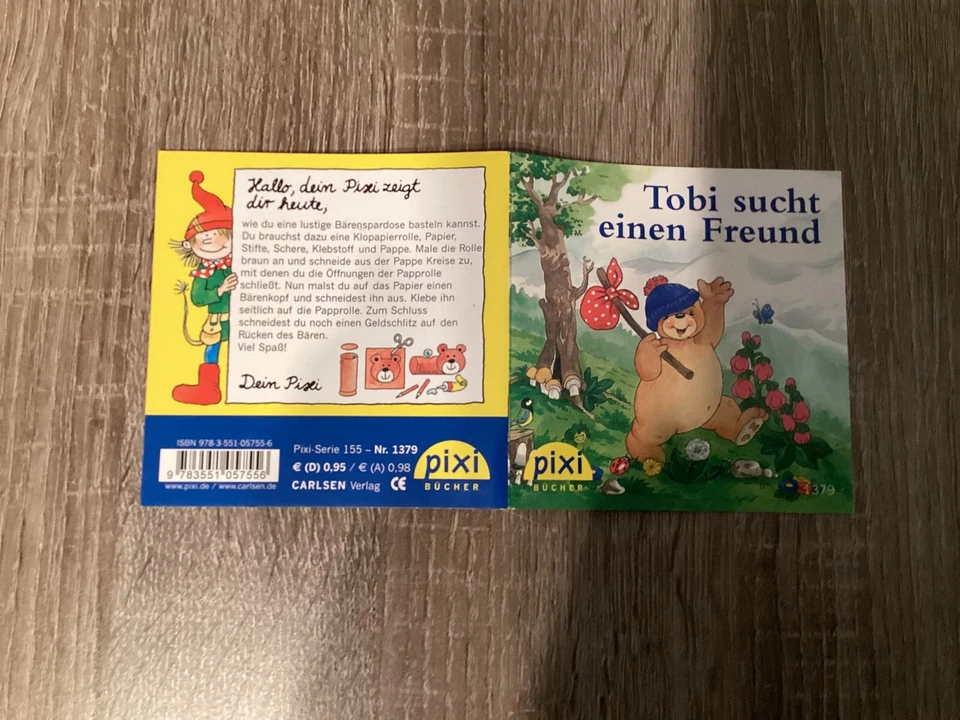 Hallo, dein Pixi zeigt
dir heute,
wie du eine lustige Bärenspardose basteln kannst.
Du brauchst dazu eine Klopapierrolle, Papier,
Stifte, Schere, Klebstoff und Pappe. Male die Rolle
braun an und schneide aus der Pappe Kreise zu,
mit denen du die Öffnungen der Papprolle
schließt. Nun malst du auf das Papier einen
Bärenkopf und schneidest ihn aus. Klebe ihn
seitlich auf die Papprolle. Zum Schluss
schneidest du noch einen Geldschlitz auf den
Rücken des Bären.
Viel Spaß!
Dein Pixi
ISBN 978-3-551-05755-6
9 783551 057556
www.pixi.de / www.carlsen.de
Pixi-Serie 155 – Nr. 1379
€ (D) 0,95 / € (A) 0,98
CARLSEN Verlag CE
pixi
BÜCHER
Tobi sucht
einen Freund
pixi
BÜCHER
1379